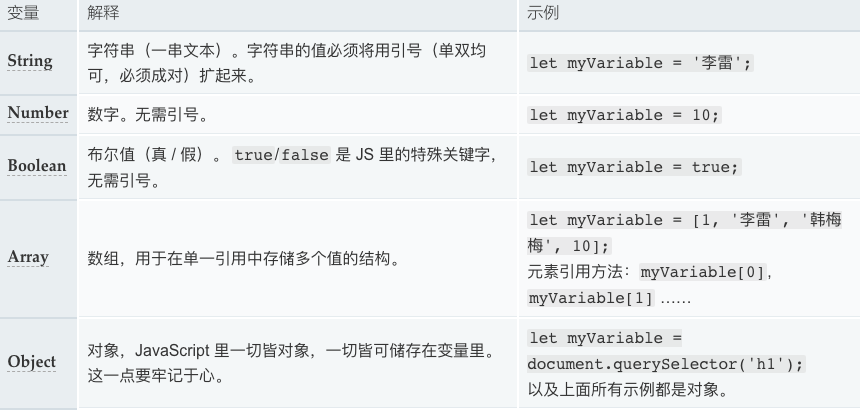 变量 解释 示例
String 字符串（一串文本）。字符串的值必须将用引号（单双均
可，必须成对）扩起来。
let myVariable = '李雷';
Number 数字。无需引号。 let myVariable = 10;
Boolean 布尔值（真 / 假）。 true/false 是 JS 里的特殊关键字，
无需引号。
let myVariable = true;
Array 数组，用于在单一引用中存储多个值的结构。
let myVariable = [1, '李雷', '韩梅
梅', 10];
元素引用方法：myVariable[0],
myVariable[1] ……
Object 对象，JavaScript 里一切皆对象，一切皆可储存在变量里。
这一点要牢记于心。
let myVariable =
document.querySelector('h1');
以及上面所有示例都是对象。